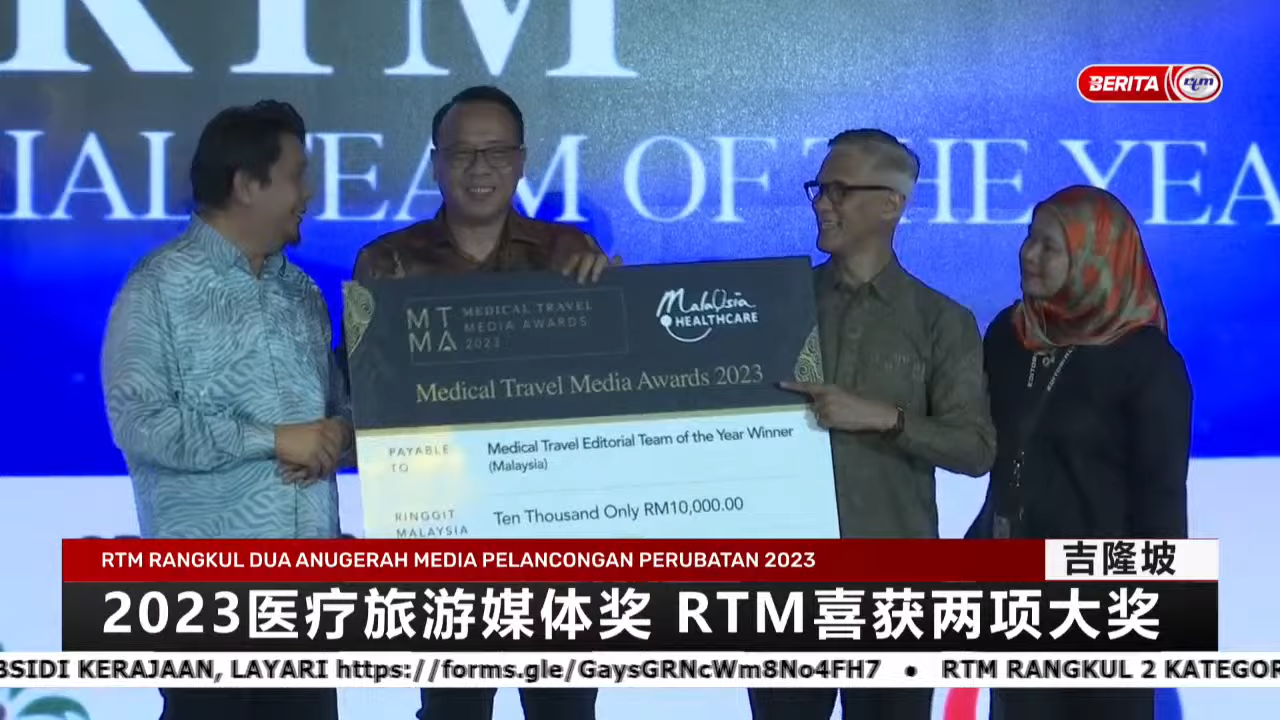 RTM
IAL TEAM OF THE YEA
BERITA rtm
MT
MA
MEDICAL TRAVEL
MEDIA AWARDS
2023
Malaysia
HEALTHCARE
Medical Travel Media Awards 2023
PAYABLE
TO
Medical Travel Editorial Team of the Year Winner
(Malaysia)
RINGGIT
MALAYSIA
Ten Thousand Only RM10,000.00
RTM RANGKUL DUA ANUGERAH MEDIA PELANCONGAN PERUBATAN 2023
吉隆坡
2023医疗旅游媒体奖 RTM喜获两项大奖
BSIDI KERAJAAN, LAYARI https://forms.gle/GaysGRNcWm8No4FH7 • RTM RANGKUL 2 KATEGOR